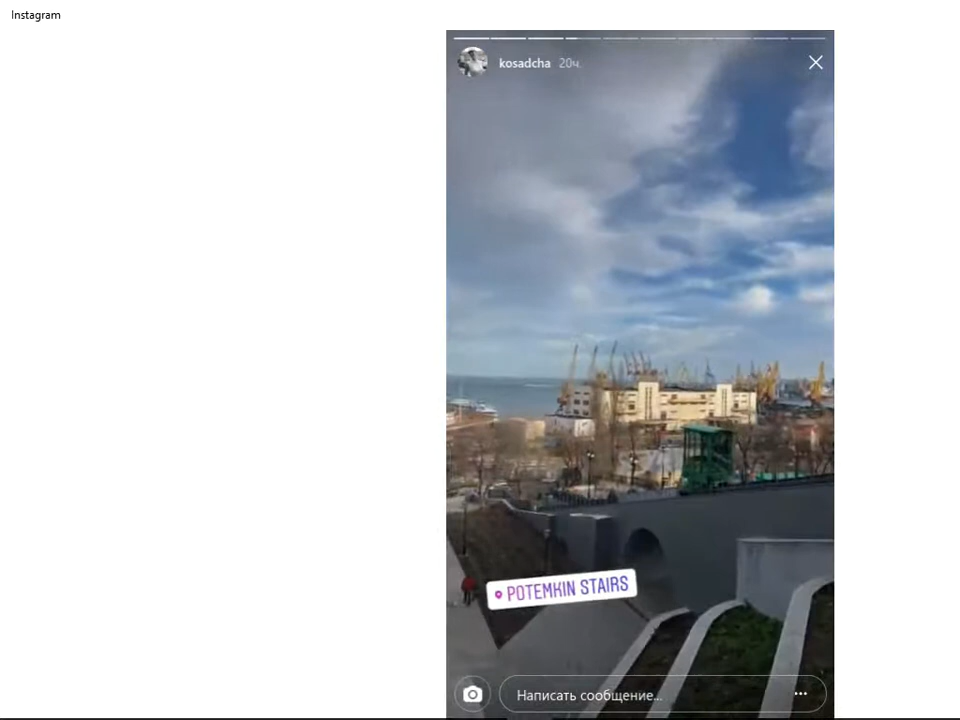 Instagram
kosadcha 20ч.
POTEMKIN STAIRS
Написать сообщение...